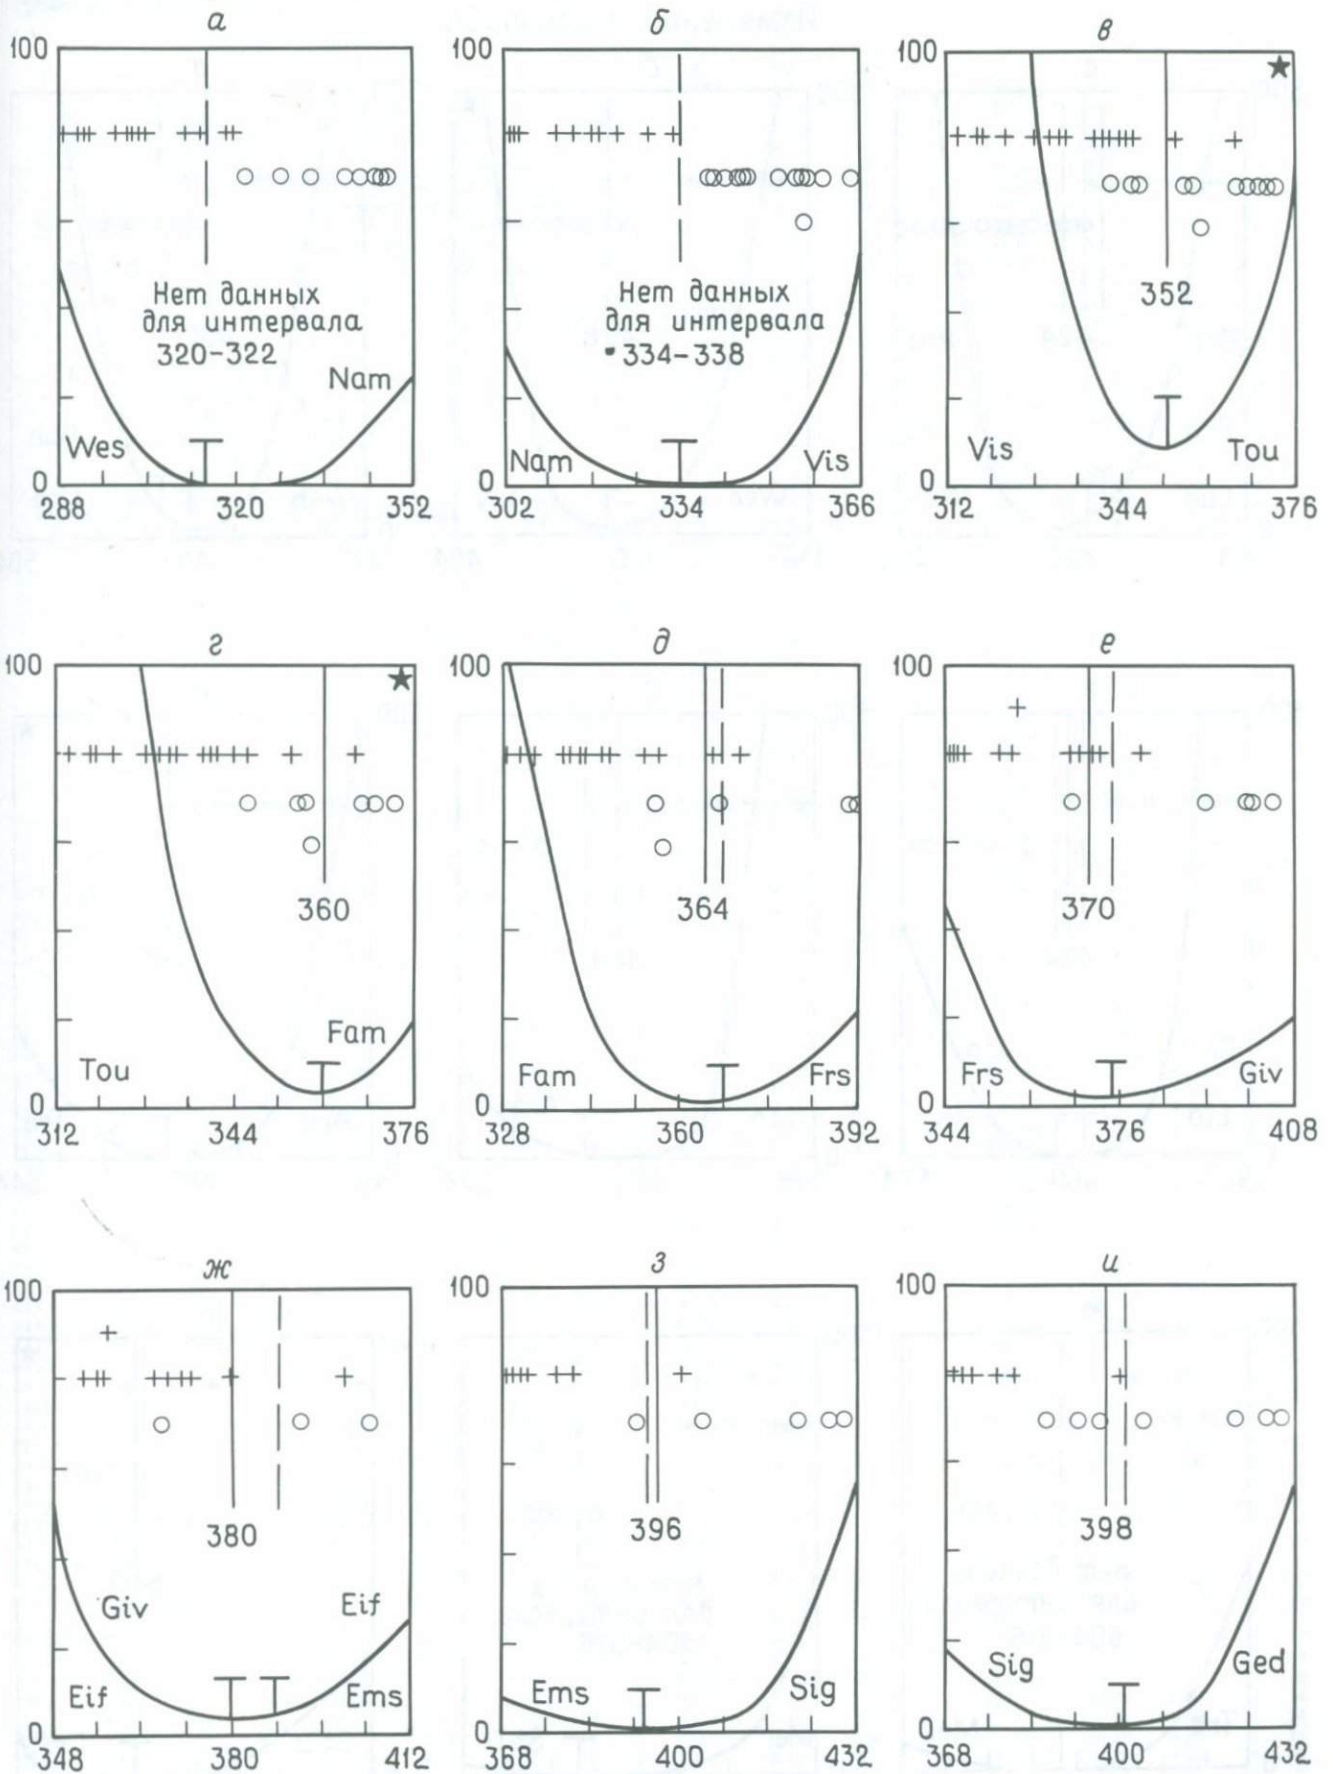 а б в
100 100 100
Нет данных
для интервала
320-322
Нет данных
для интервала
334-338
352
Wes Nam
Nam Vis
Vis Tou
0 0 0
288 320 352
302 334 366
312 344 376
г д е
100 100 100
360 364 370
Tou Fam
Fam Frs
Frs Giv
0 0 0
312 344 376
328 360 392
344 376 408
ж з и
100 100 100
380 396 398
Giv Eif
Eif Ems
Ems Sig
Sig Ged
0 0 0
348 380 412
368 400 432
368 400 432